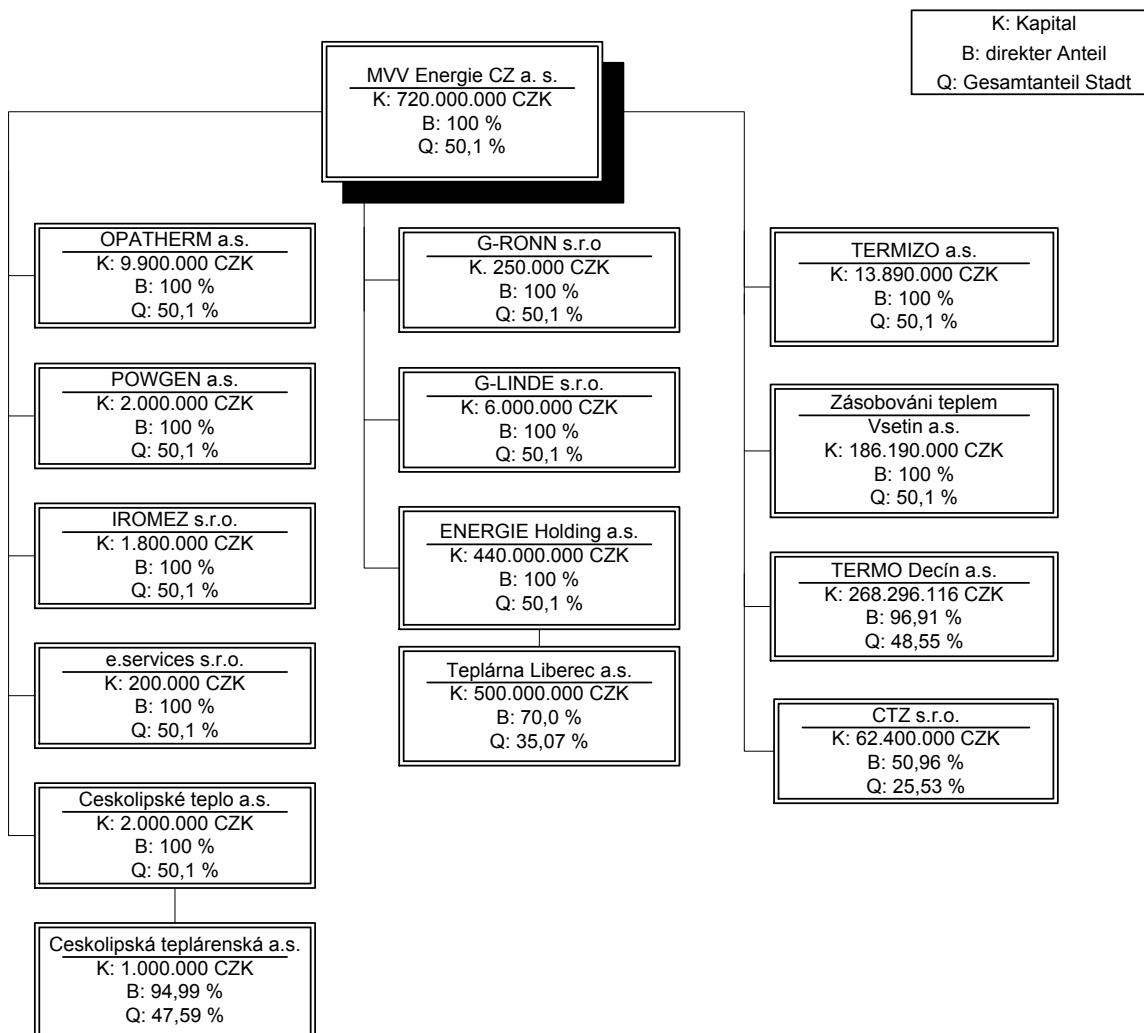 K: Kapital
B: direkter Anteil
Q: Gesamtanteil Stadt
MVV Energie CZ a. s.
K: 720.000.000 CZK
B: 100 %
Q: 50,1 %
OPATHERM a.s.
K: 9.900.000 CZK
B: 100 %
Q: 50,1 %
POWGEN a.s.
K: 2.000.000 CZK
B: 100 %
Q: 50,1 %
IROMEZ s.r.o.
K: 1.800.000 CZK
B: 100 %
Q: 50,1 %
e.services s.r.o.
K: 200.000 CZK
B: 100 %
Q: 50,1 %
Ceskolipské teplo a.s.
K: 2.000.000 CZK
B: 100 %
Q: 50,1 %
Ceskolipská teplárenská a.s.
K: 1.000.000 CZK
B: 94,99 %
Q: 47,59 %
G-RONN s.r.o
K. 250.000 CZK
B: 100 %
Q: 50,1 %
G-LINDE s.r.o.
K: 6.000.000 CZK
B: 100 %
Q: 50,1 %
ENERGIE Holding a.s.
K: 440.000.000 CZK
B: 100 %
Q: 50,1 %
Teplárna Liberec a.s.
K: 500.000.000 CZK
B: 70,0 %
Q: 35,07 %
TERMIZO a.s.
K: 13.890.000 CZK
B: 100 %
Q: 50,1 %
Zásobováni teplem
Vsetin a.s.
K: 186.190.000 CZK
B: 100 %
Q: 50,1 %
TERMO Decín a.s.
K: 268.296.116 CZK
B: 96,91 %
Q: 48,55 %
CTZ s.r.o.
K: 62.400.000 CZK
B: 50,96 %
Q: 25,53 %